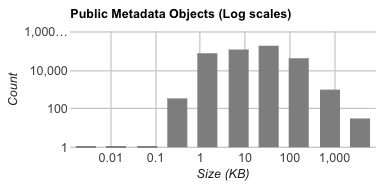 Public Metadata Objects (Log scales)
1,000…
10,000
100
1
Count
0.01 0.1 1 10 100 1,000
Size (KB)